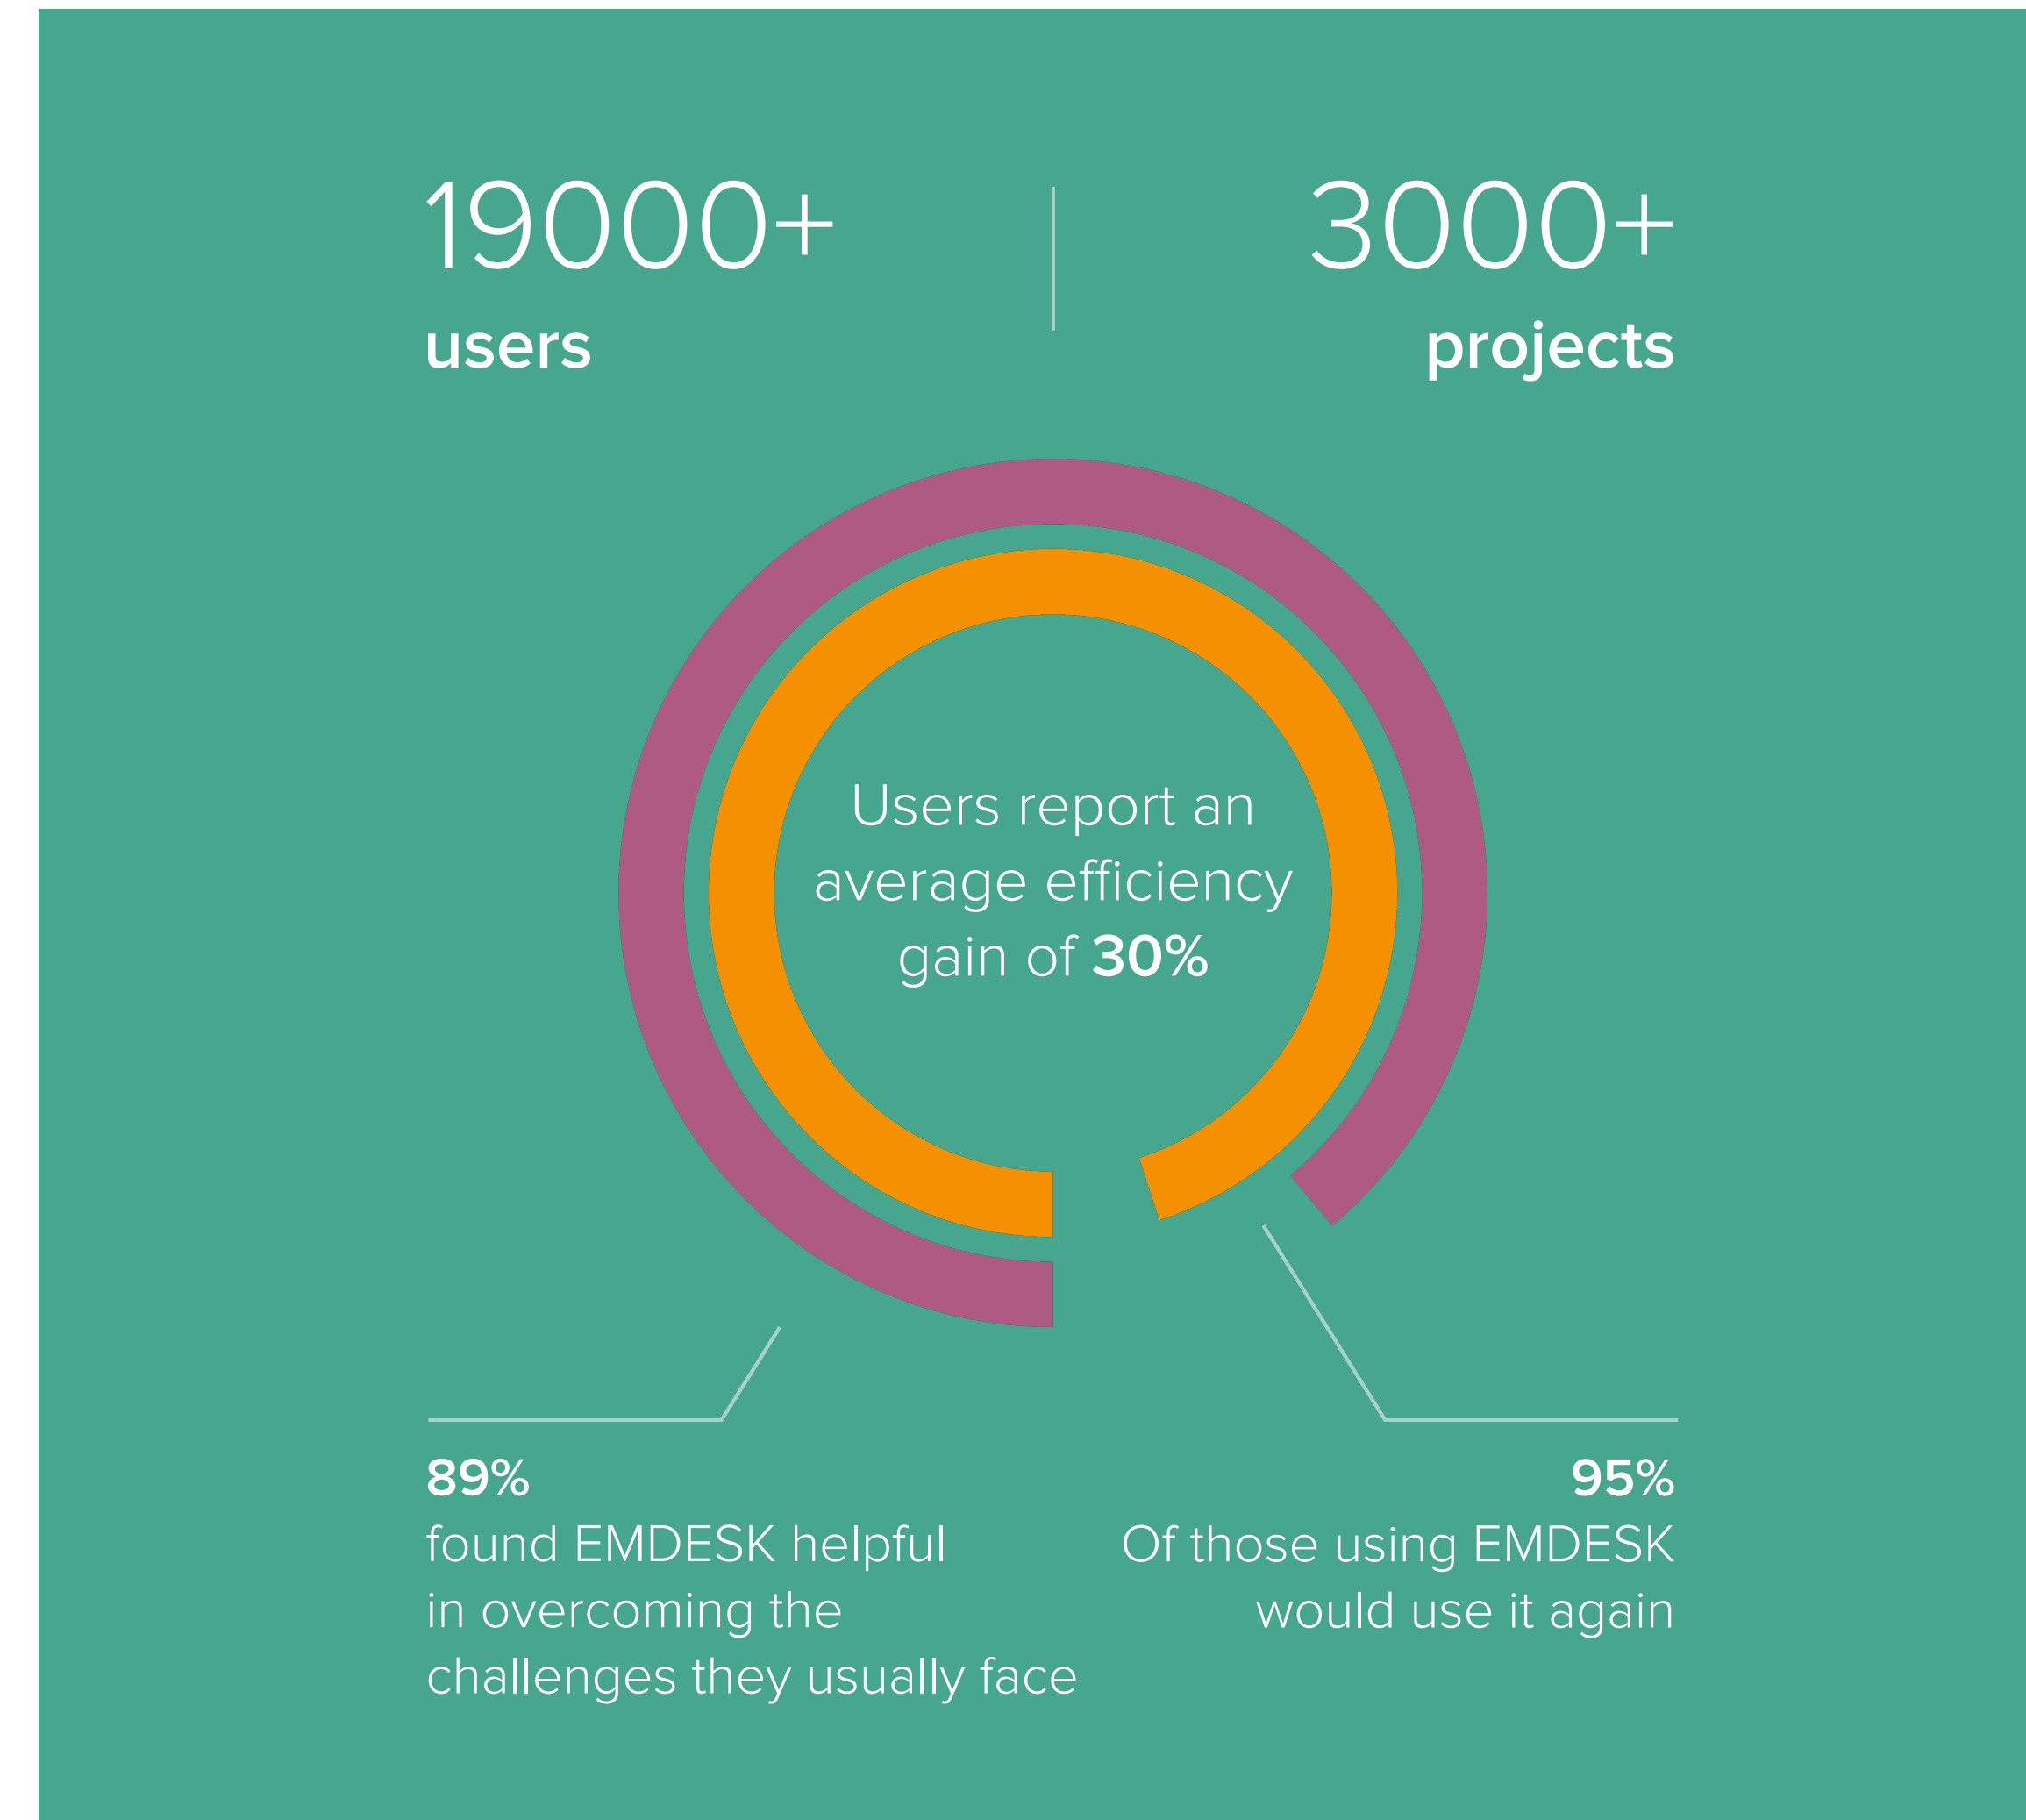 19000+
users
3000+
projects
Users report an
average efficiency
gain of 30%
89%
found EMDESK helpful
in overcoming the
challenges they usually face
95%
Of those using EMDESK
would use it again